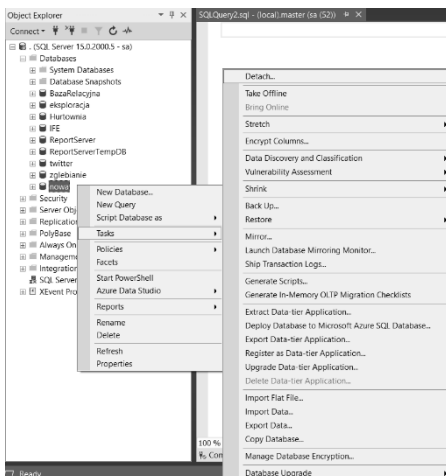 Object Explorer
SQLQuery2.sql - (local).master (sa (52))
Connect
. (SQL Server 15.0.2000.5 - sa)
Databases
System Databases
Database Snapshots
BazaRelacyjna
eksploracja
Hurtownia
IFE
ReportServer
ReportServerTempDB
twitter
zglebianie
nowa
Security
Server Obj
Replication
PolyBase
Always On
Manageme
Integration
SQL Server
XEvent Pro
New Database...
New Query
Script Database as
Tasks
Policies
Facets
Start PowerShell
Azure Data Studio
Reports
Rename
Delete
Refresh
Properties
Detach...
Take Offline
Bring Online
Stretch
Encrypt Columns...
Data Discovery and Classification
Vulnerability Assessment
Shrink
Back Up...
Restore
Mirror...
Launch Database Mirroring Monitor...
Ship Transaction Logs...
Generate Scripts...
Generate In-Memory OLTP Migration Checklists
Extract Data-tier Application...
Deploy Database to Microsoft Azure SQL Database...
Export Data-tier Application...
Register as Data-tier Application...
Upgrade Data-tier Application...
Delete Data-tier Application...
Import Flat File...
Import Data...
Export Data...
Copy Database...
Manage Database Encryption...
Database Upgrade
100 %
Con
Ready